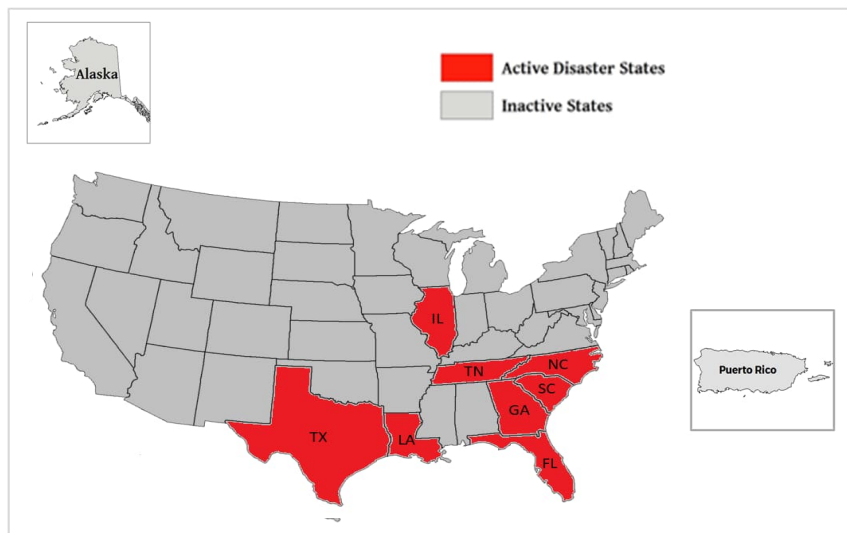 Alaska
Active Disaster States
Inactive States
IL
TN
NC
SC
GA
TX
LA
FL
Puerto Rico